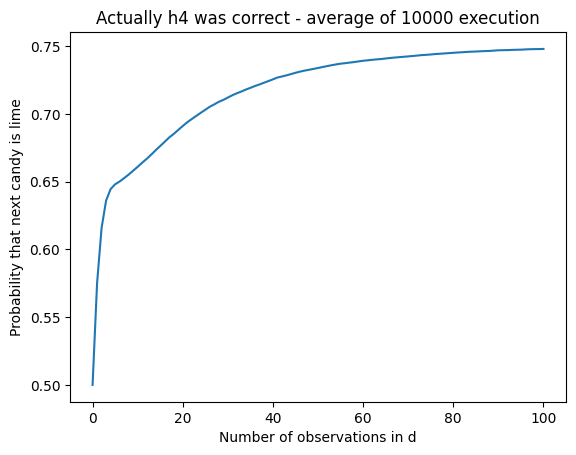 Actually h4 was correct - average of 10000 execution
Probability that next candy is lime
0.75
0.70
0.65
0.60
0.55
0.50
0 20 40 60 80 100
Number of observations in d